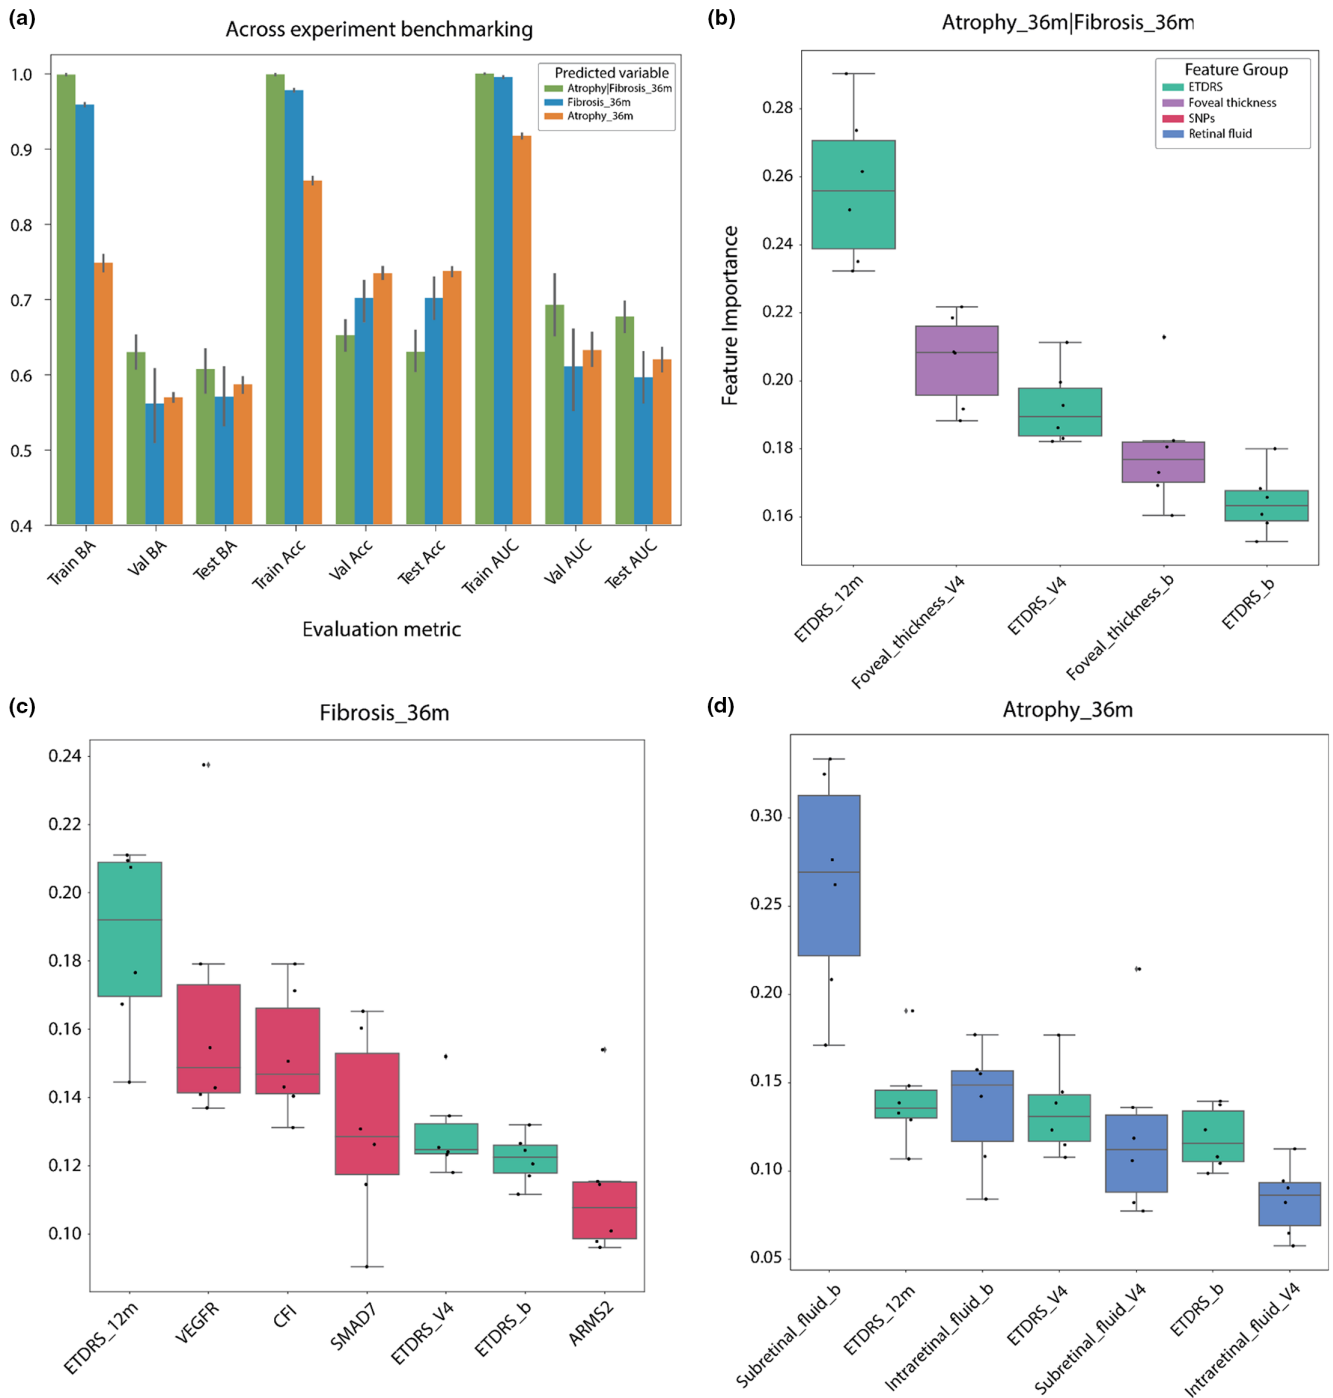 (a)
Across experiment benchmarking
Predicted variable
Atrophy|Fibrosis_36m
Fibrosis_36m
Atrophy_36m
1.0
0.9
0.8
0.7
0.6
0.5
0.4
Train BA
Val BA
Test BA
Train Acc
Val Acc
Test Acc
Train AUC
Val AUC
Test AUC
Evaluation metric
(b)
Atrophy_36m|Fibrosis_36m
Feature Group
ETDRS
Foveal thickness
SNPs
Retinal fluid
Feature Importance
0.28
0.26
0.24
0.22
0.20
0.18
0.16
ETDRS_12m
Foveal_thickness_V4
ETDRS_V4
Foveal_thickness_b
ETDRS_b
(c)
Fibrosis_36m
0.24
0.22
0.20
0.18
0.16
0.14
0.12
0.10
ETDRS_12m
VEGFR
CFI
SMAD7
ETDRS_V4
ETDRS_b
ARMS2
(d)
Atrophy_36m
0.30
0.25
0.20
0.15
0.10
0.05
Subretinal_fluid_b
ETDRS_12m
Intraretinal_fluid_b
ETDRS_V4
Subretinal_fluid_V4
ETDRS_b
Intraretinal_fluid_V4